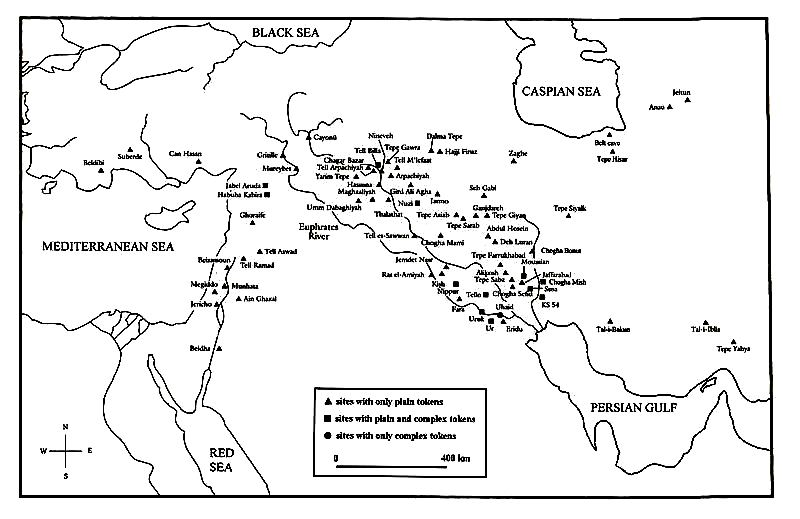 BLACK SEA
CASPIAN SEA
Jeitun
Anau
Cayonü
Nineveh
Dalma Tepe
Belt cave
Tepe Hisar
Suberde
Can Hasan
Beldibi
Tell Billa
Tepe Gawra
Hajji Firuz
Zaghe
Chagar Bazar
Tell M'lefaat
Mureybet
Tell Arpachiyah
Arpachiyah
Yarim Tepe
Jabel Aruda
Habuba Kabira
Hassuna
Gird Ali Agha
Maghzaliyah
Jarmo
Seh Gabi
Umm Dabaghiyah
Nuzi
Thalathat
Tepe Asiab
Ganjdareh
Tepe Giyan
Tepe Siyalk
Ghoraife
Tepe Sarab
Euphrates
River
Tell es-Sawwan
Abdul Hosein
Deh Luran
MEDITERRANEAN SEA
Chogha Mami
Chogha Bonut
Tell Aswad
Tell Ramad
Beisamoun
Tepe Farrukhabad
Moussian
Jemdet Nasr
Ras el-Amiyah
Alikosh
Jaffarabad
Tepe Sabz
Chogha Mish
Megiddo
Munhata
Kish
Nippur
Tello
Chogha Sefid
Susa
Jericho
Ain Ghazal
Fara
KS 54
Uruk
Ubaid
Ur
Eridu
Tal-i-Bakun
Tal-i-Iblis
Beidha
Tepe Yahya
sites with only plain tokens
sites with plain and complex tokens
sites with only complex tokens
PERSIAN GULF
N
W E
S
RED
SEA
0 400 km